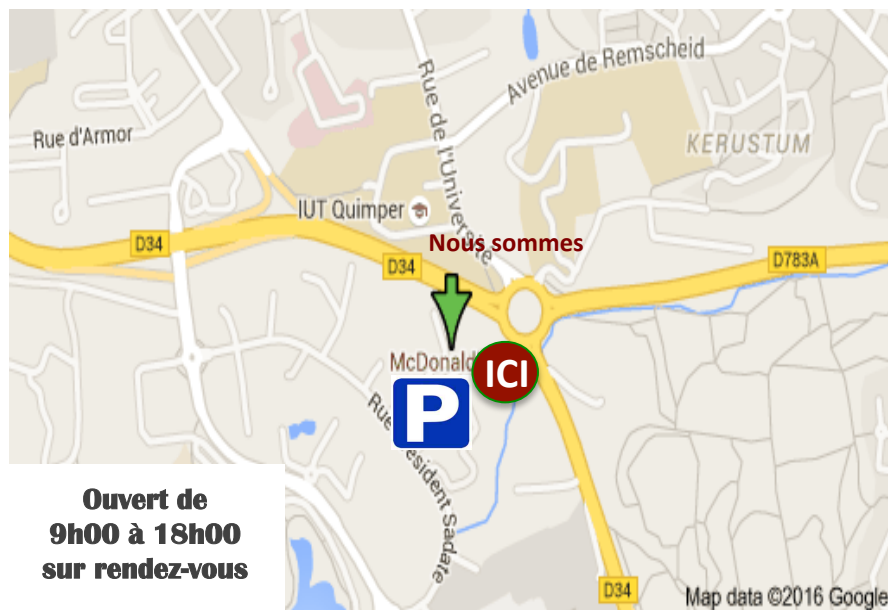 Avenue de Remscheid
Rue de l'Université
Rue d'Armor
KERUSTUM
IUT Quimper
Nous sommes
D34
D34
D783A
McDonald
ICI
P
Rue
esident Sadate
Ouvert de
9h00 à 18h00
sur rendez-vous
D34
Map data ©2016 Google